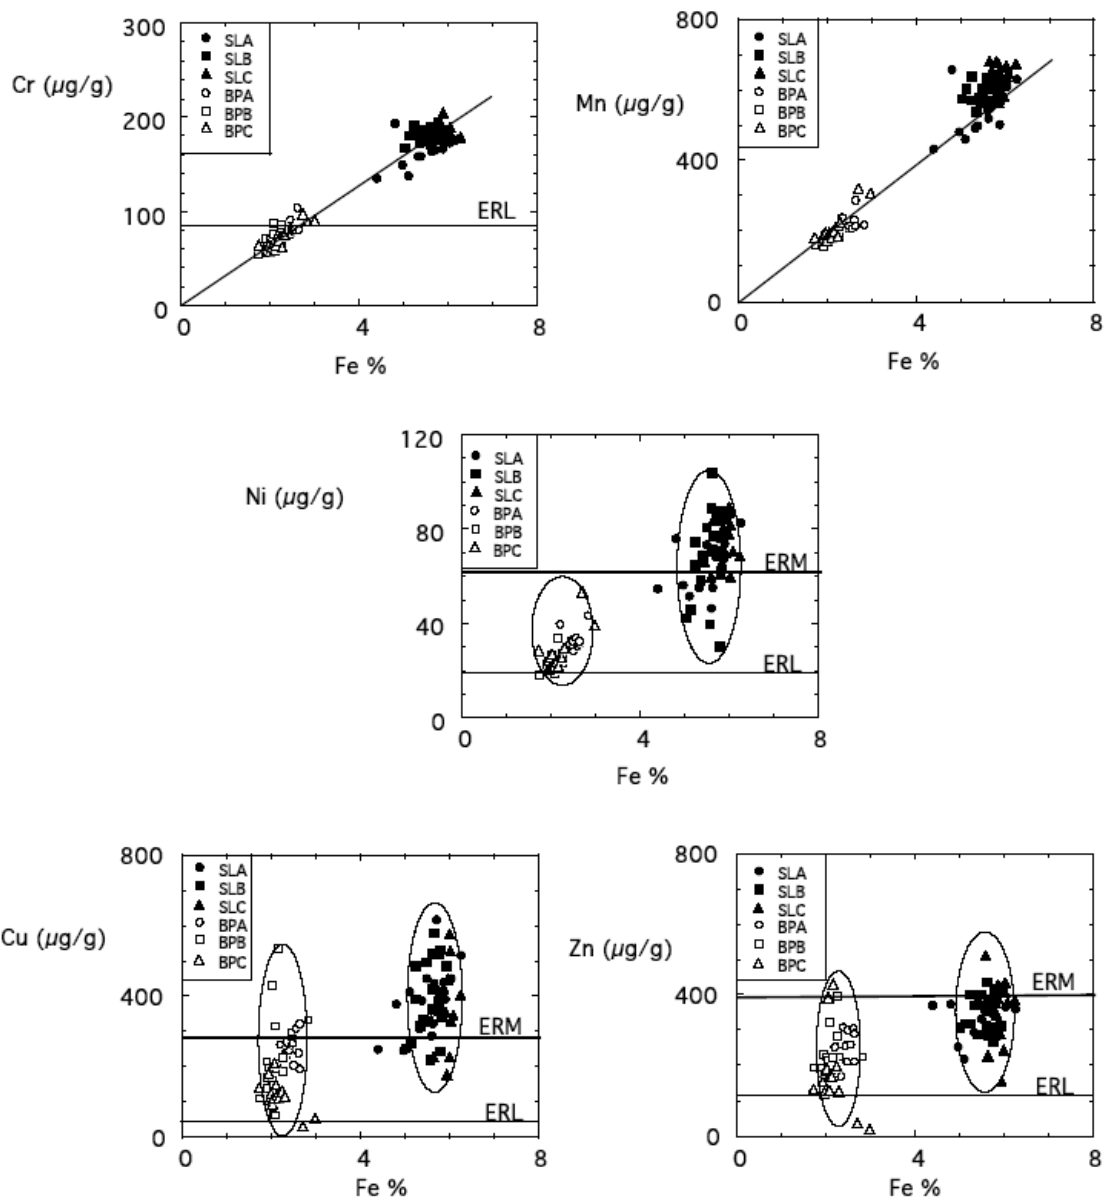 300
Cr (µg/g)
200
100
0
SLA
SLB
SLC
BPA
BPB
BPC
ERL
0 4 8
Fe %
800
Mn (µg/g)
400
0
SLA
SLB
SLC
BPA
BPB
BPC
0 4 8
Fe %
120
Ni (µg/g)
80
40
0
SLA
SLB
SLC
BPA
BPB
BPC
ERM
ERL
0 4 8
Fe %
800
Cu (µg/g)
400
0
SLA
SLB
SLC
BPA
BPB
BPC
ERM
ERL
0 4 8
Fe %
800
Zn (µg/g)
400
0
SLA
SLB
SLC
BPA
BPB
BPC
ERM
ERL
0 4 8
Fe %